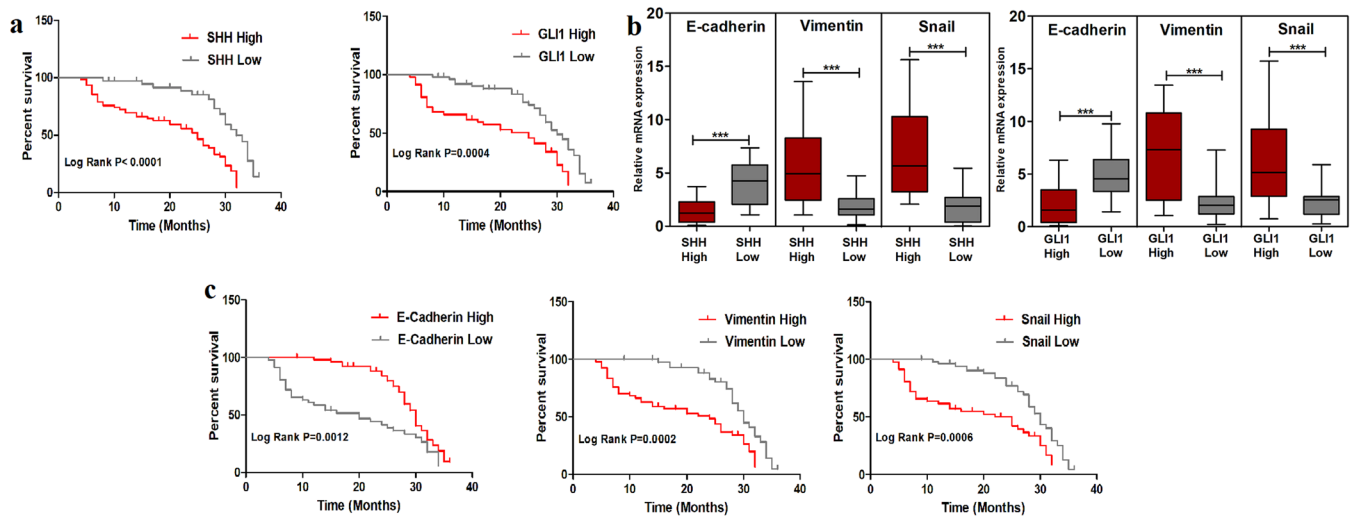 a
150
100
50
0
Percent survival
SHH High
SHH Low
Log Rank P< 0.0001
0 10 20 30 40
Time (Months)
150
100
50
0
Percent survival
GLI1 High
GLI1 Low
Log Rank P=0.0004
0 10 20 30 40
Time (Months)
b
20
15
10
5
0
Relative mRNA expression
E-cadherin Vimentin Snail
*** *** ***
SHH SHH SHH SHH SHH SHH
High Low High Low High Low
20
15
10
5
0
Relative mRNA expression
E-cadherin Vimentin Snail
*** *** ***
GLI1 GLI1 GLI1 GLI1 GLI1 GLI1
High Low High Low High Low
c
150
100
50
0
Percent survival
E-Cadherin High
E-Cadherin Low
Log Rank P=0.0012
0 10 20 30 40
Time (Months)
150
100
50
0
Percent survival
Vimentin High
Vimentin Low
Log Rank P=0.0002
0 10 20 30 40
Time (Months)
150
100
50
0
Percent survival
Snail High
Snail Low
Log Rank P=0.0006
0 10 20 30 40
Time (Months)